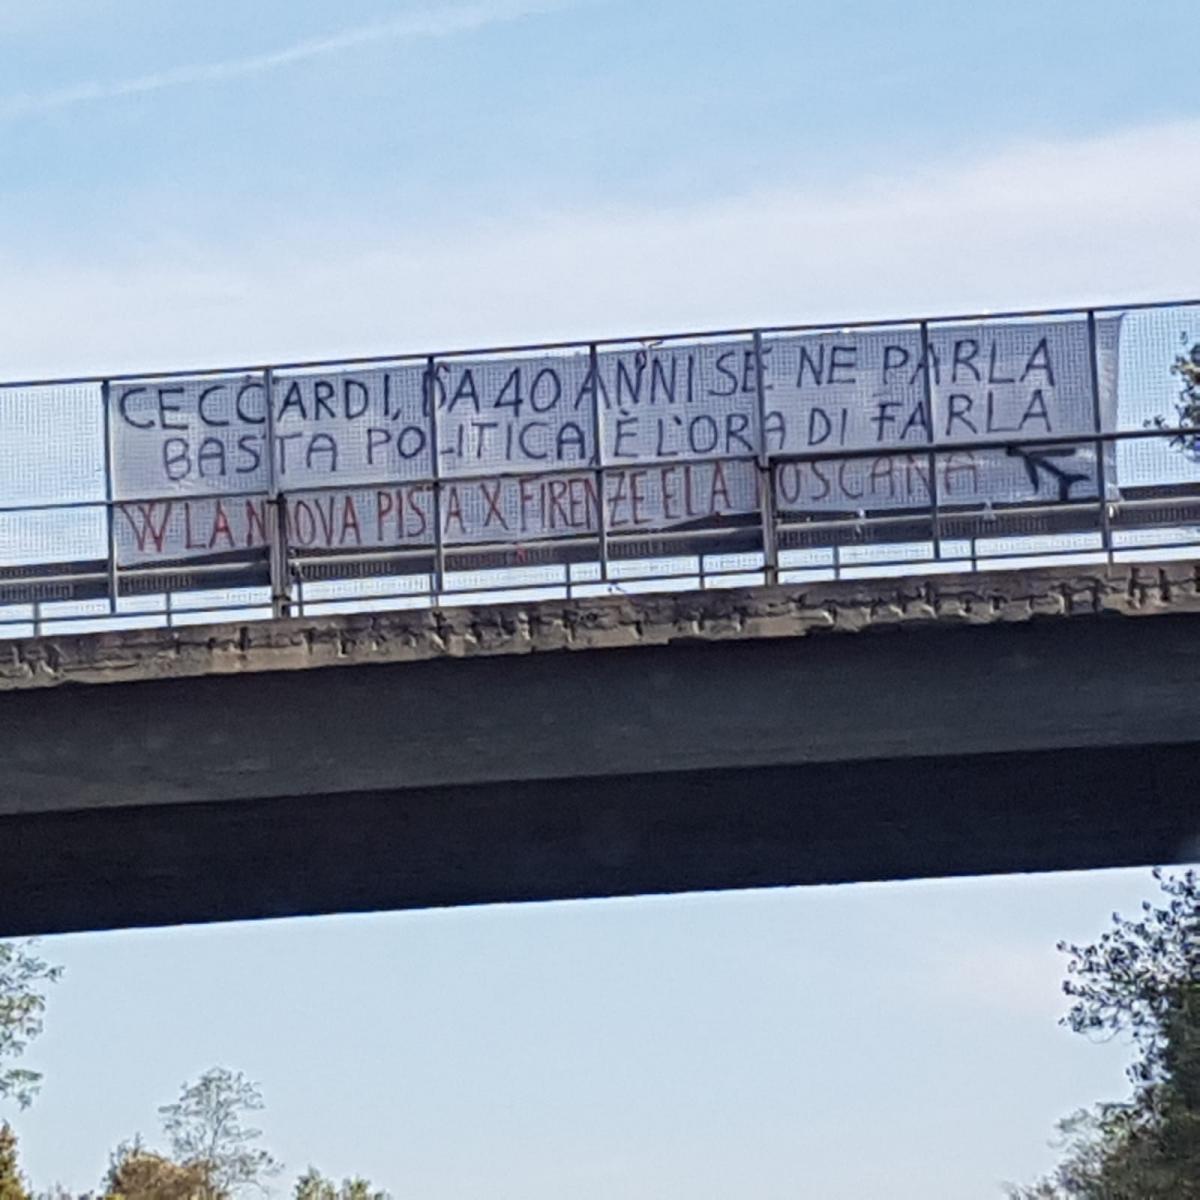 CECCARDI, DA 40 ANNI SE NE PARLA
BASTA POLITICA, È L'ORA DI FARLA
W LA NUOVA PISTA X FIRENZE E LA TOSCANA